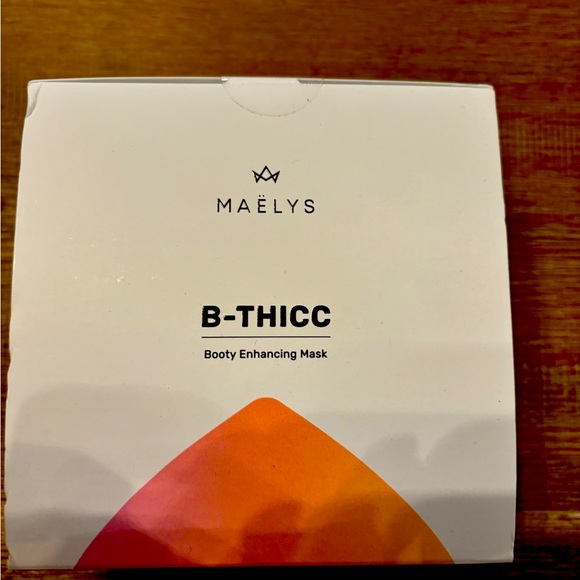 MAËLYS
B-THICC
Booty Enhancing Mask